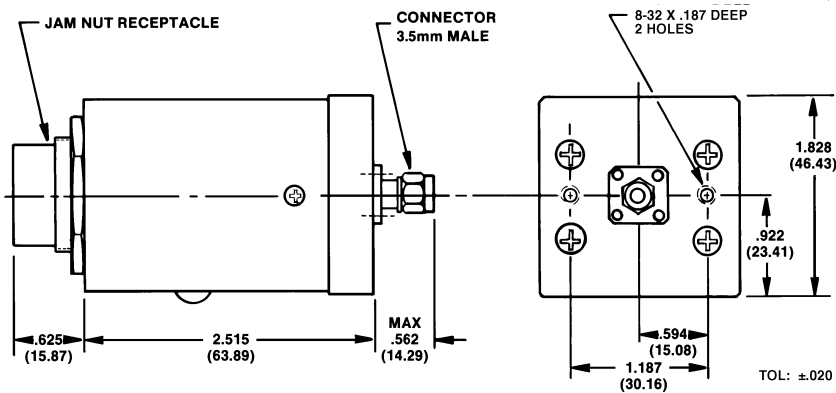 JAM NUT RECEPTACLE
CONNECTOR
3.5mm MALE
8-32 X .187 DEEP
2 HOLES
1.828
(46.43)
.922
(23.41)
.625
(15.87)
2.515
(63.89)
MAX
.562
(14.29)
.594
(15.08)
1.187
(30.16)
TOL: ±.020